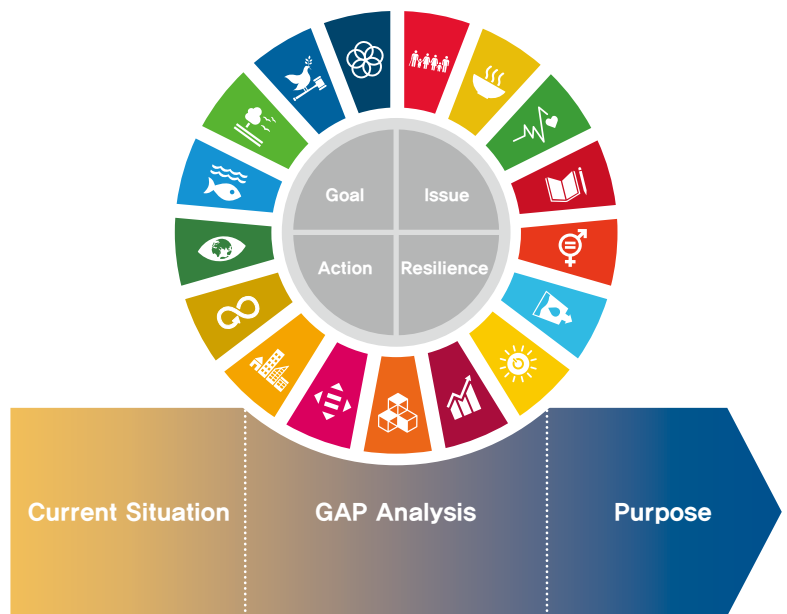 Goal
Issue
Action
Resilience
Current Situation
GAP Analysis
Purpose